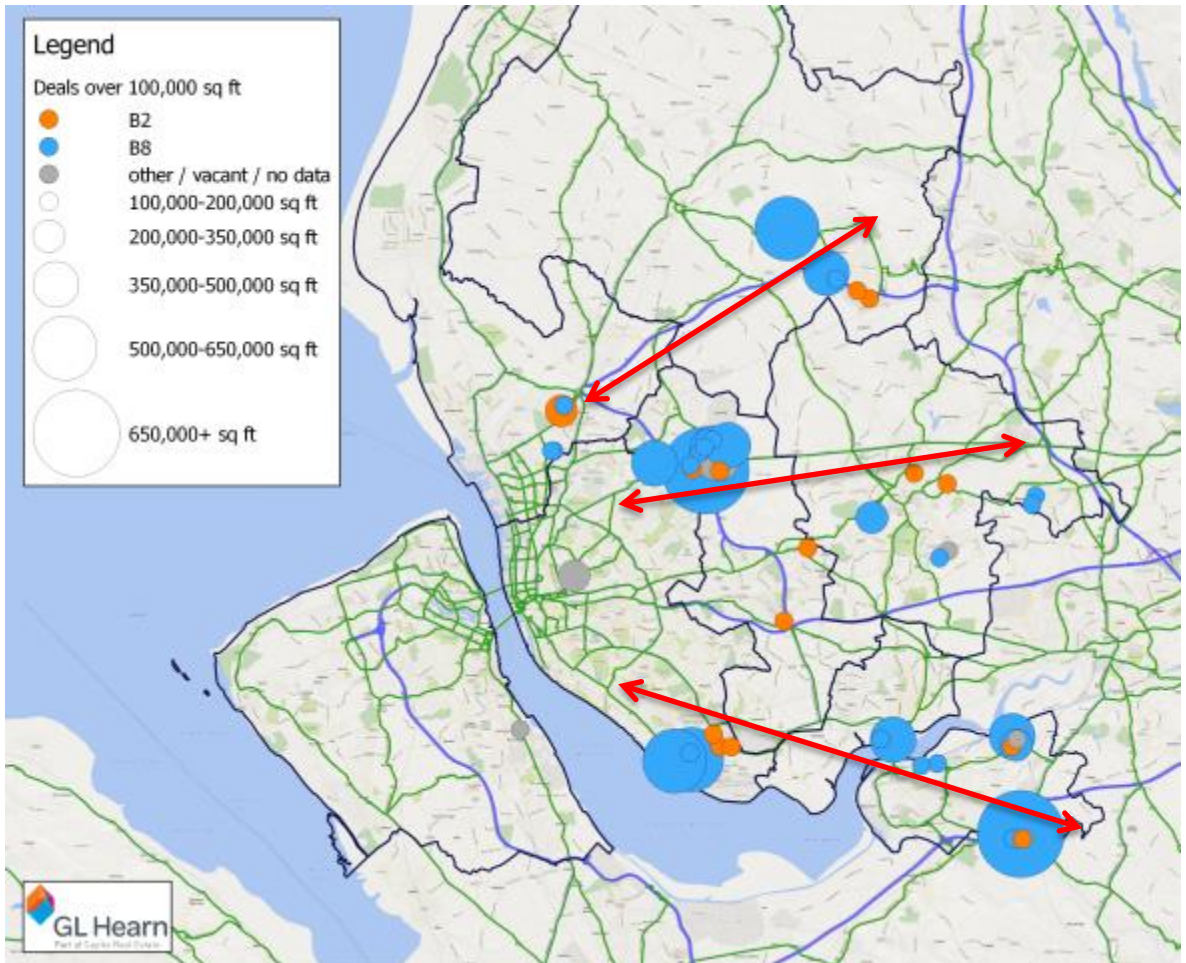 Legend
Deals over 100,000 sq ft
B2
B8
other / vacant / no data
100,000-200,000 sq ft
200,000-350,000 sq ft
350,000-500,000 sq ft
500,000-650,000 sq ft
650,000+ sq ft
GL Hearn
Part of Capita Real Estate